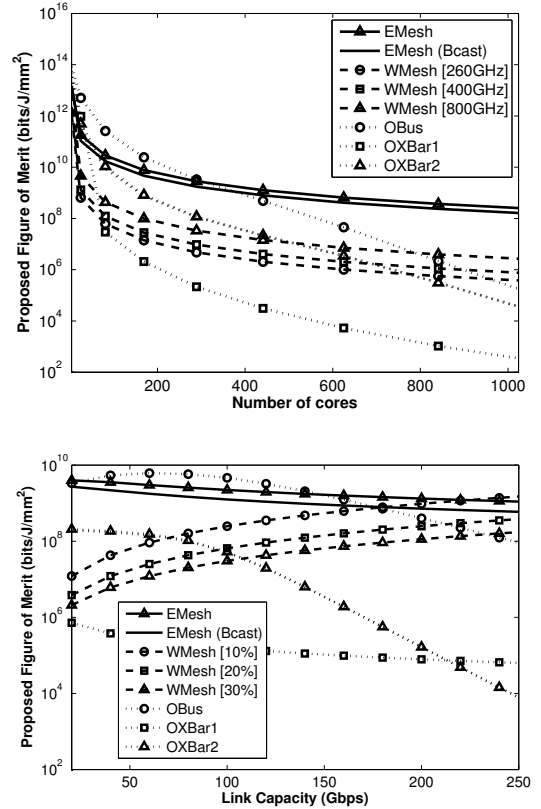 10^16
10^14
10^12
10^10
10^8
10^6
10^4
10^2
Proposed Figure of Merit (bits/J/mm^2)
EMesh
EMesh (Bcast)
WMesh [260GHz]
WMesh [400GHz]
WMesh [800GHz]
OBus
OXBar1
OXBar2
200 400 600 800 1000
Number of cores
10^10
10^8
10^6
10^4
10^2
Proposed Figure of Merit (bits/J/mm^2)
EMesh
EMesh (Bcast)
WMesh [10%]
WMesh [20%]
WMesh [30%]
OBus
OXBar1
OXBar2
50 100 150 200 250
Link Capacity (Gbps)